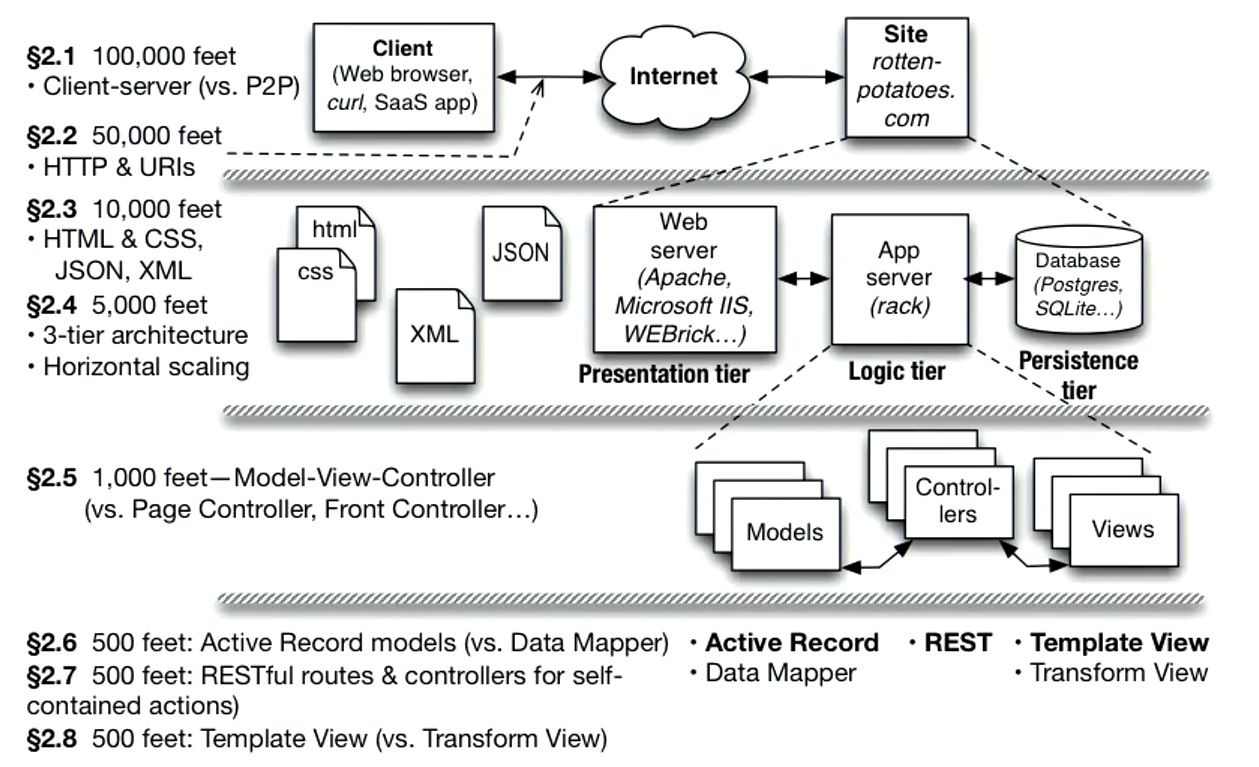 §2.1 100,000 feet
• Client-server (vs. P2P)
§2.2 50,000 feet
• HTTP & URIs
Client
(Web browser,
curl, SaaS app)
Internet
Site
rotten-
potatoes.
com
§2.3 10,000 feet
• HTML & CSS,
JSON, XML
§2.4 5,000 feet
• 3-tier architecture
• Horizontal scaling
html
css
XML
JSON
Web
server
(Apache,
Microsoft IIS,
WEBrick…)
Presentation tier
App
server
(rack)
Logic tier
Database
(Postgres,
SQLite…)
Persistence
tier
§2.5 1,000 feet—Model-View-Controller
(vs. Page Controller, Front Controller…)
Models
Control-
lers
Views
§2.6 500 feet: Active Record models (vs. Data Mapper)
§2.7 500 feet: RESTful routes & controllers for self-
contained actions)
§2.8 500 feet: Template View (vs. Transform View)
• Active Record
• Data Mapper
• REST
• Template View
• Transform View